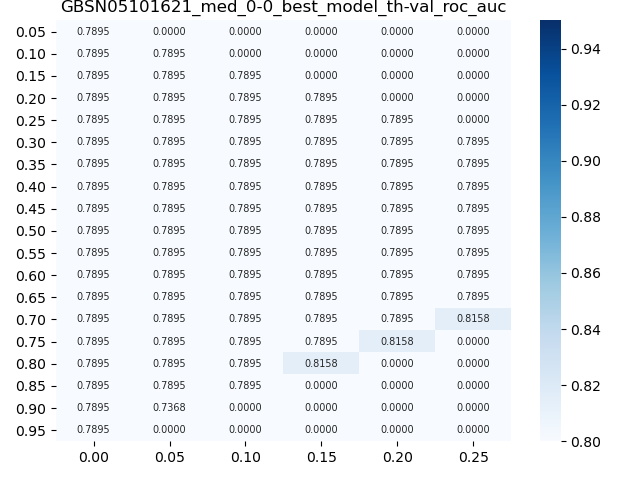 GBSN05101621_med_0-0_best_model_th-val_roc_auc
0.05 0.7895 0.0000 0.0000 0.0000 0.0000 0.0000
0.10 0.7895 0.7895 0.0000 0.0000 0.0000 0.0000
0.15 0.7895 0.7895 0.7895 0.0000 0.0000 0.0000
0.20 0.7895 0.7895 0.7895 0.7895 0.0000 0.0000
0.25 0.7895 0.7895 0.7895 0.7895 0.7895 0.0000
0.30 0.7895 0.7895 0.7895 0.7895 0.7895 0.7895
0.35 0.7895 0.7895 0.7895 0.7895 0.7895 0.7895
0.40 0.7895 0.7895 0.7895 0.7895 0.7895 0.7895
0.45 0.7895 0.7895 0.7895 0.7895 0.7895 0.7895
0.50 0.7895 0.7895 0.7895 0.7895 0.7895 0.7895
0.55 0.7895 0.7895 0.7895 0.7895 0.7895 0.7895
0.60 0.7895 0.7895 0.7895 0.7895 0.7895 0.7895
0.65 0.7895 0.7895 0.7895 0.7895 0.7895 0.7895
0.70 0.7895 0.7895 0.7895 0.7895 0.7895 0.8158
0.75 0.7895 0.7895 0.7895 0.7895 0.8158 0.0000
0.80 0.7895 0.7895 0.7895 0.8158 0.0000 0.0000
0.85 0.7895 0.7895 0.7895 0.0000 0.0000 0.0000
0.90 0.7895 0.7368 0.0000 0.0000 0.0000 0.0000
0.95 0.7895 0.0000 0.0000 0.0000 0.0000 0.0000
0.00 0.05 0.10 0.15 0.20 0.25
0.94
0.92
0.90
0.88
0.86
0.84
0.82
0.80